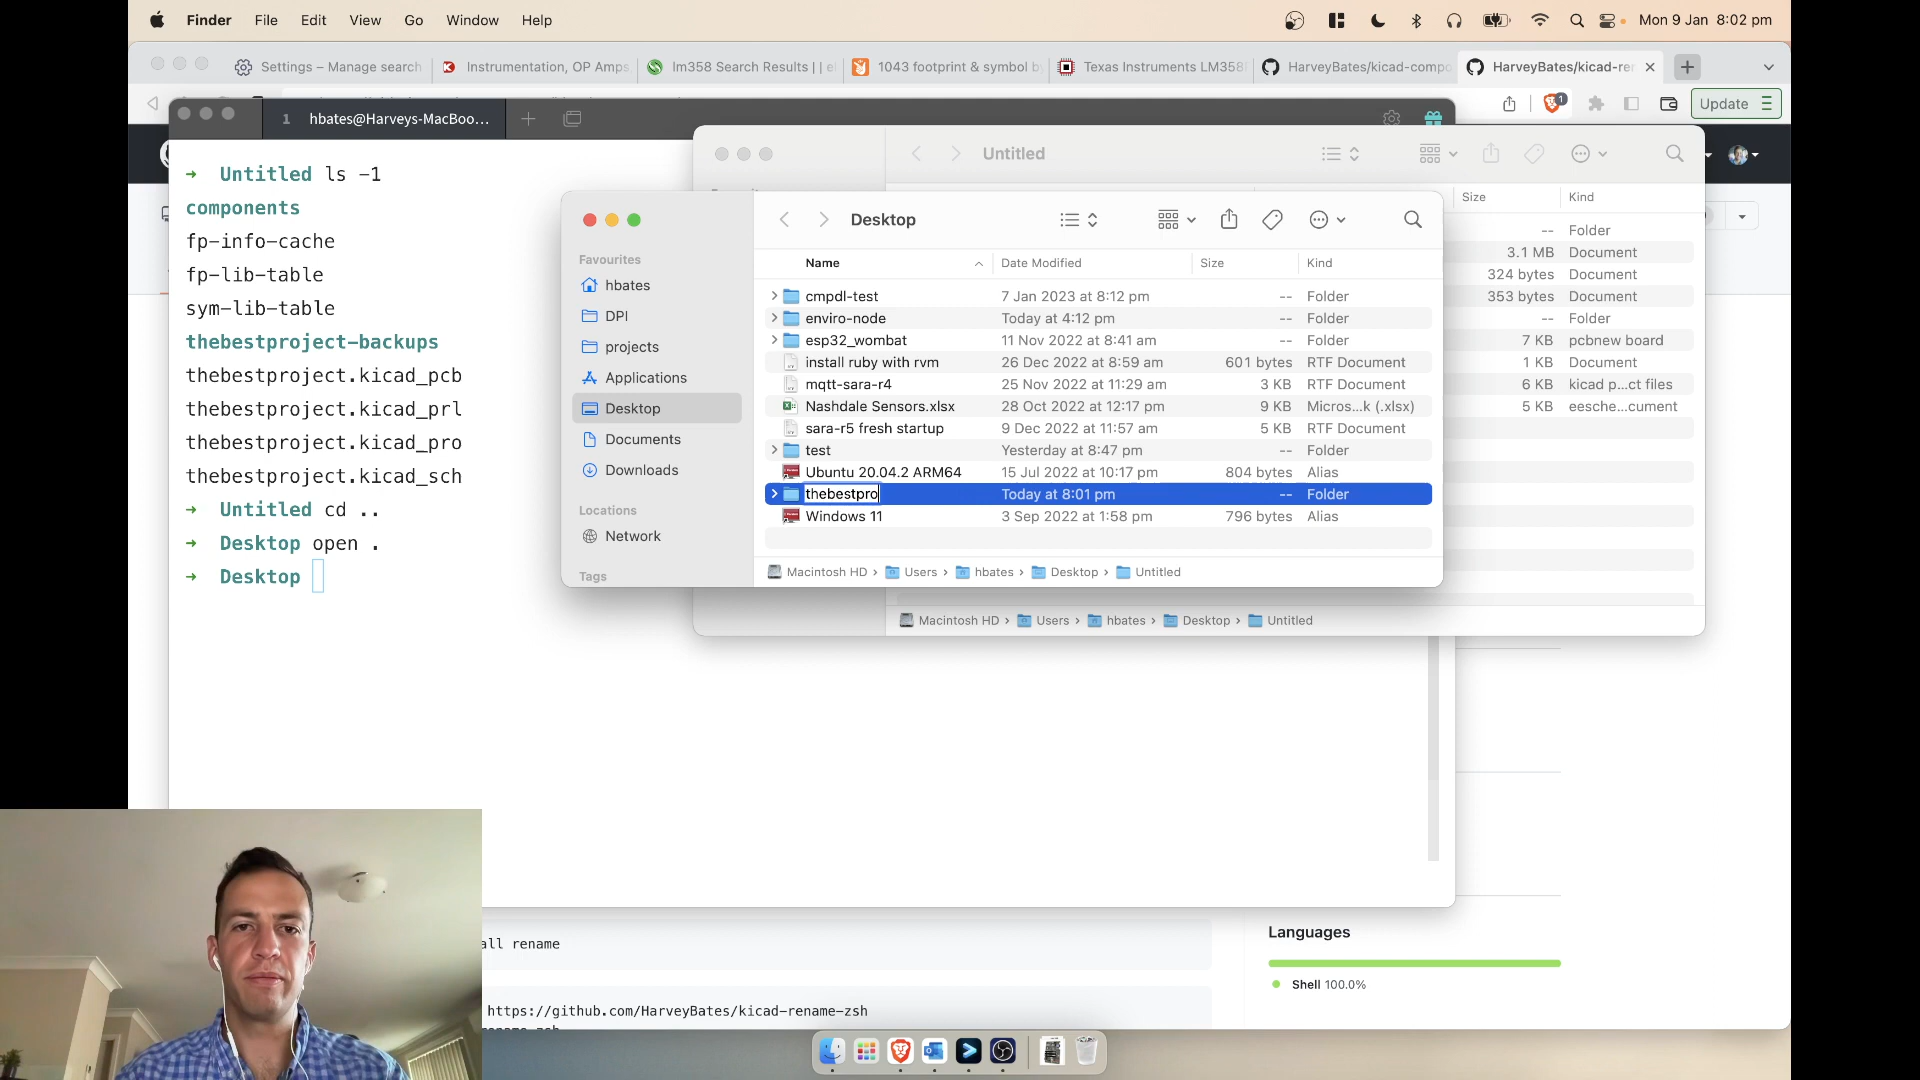 Finder File Edit View Go Window Help
Mon 9 Jan 8:02 pm
Settings – Manage search
Instrumentation, OP Amps,
lm358 Search Results | | el
1043 footprint & symbol by
Texas Instruments LM358
HarveyBates/kicad-compo
HarveyBates/kicad-re
1
Update
1 hbates@Harveys-MacBoo...
→ Untitled ls -1
components
fp-info-cache
fp-lib-table
sym-lib-table
thebestproject-backups
thebestproject.kicad_pcb
thebestproject.kicad_prl
thebestproject.kicad_pro
thebestproject.kicad_sch
→ Untitled cd ..
→ Desktop open .
→ Desktop
Untitled
Size Kind
-- Folder
3.1 MB Document
324 bytes Document
353 bytes Document
-- Folder
7 KB pcbnew board
1 KB Document
6 KB kicad p...ct files
5 KB eesche...cument
Macintosh HD › Users › hbates › Desktop › Untitled
Desktop
Favourites
hbates
DPI
projects
Applications
Desktop
Documents
Downloads
Locations
Network
Tags
Name Date Modified Size Kind
cmpdl-test 7 Jan 2023 at 8:12 pm -- Folder
enviro-node Today at 4:12 pm -- Folder
esp32_wombat 11 Nov 2022 at 8:41 am -- Folder
install ruby with rvm 26 Dec 2022 at 8:59 am 601 bytes RTF Document
mqtt-sara-r4 25 Nov 2022 at 11:29 am 3 KB RTF Document
Nashdale Sensors.xlsx 28 Oct 2022 at 12:17 pm 9 KB Micros...k (.xlsx)
sara-r5 fresh startup 9 Dec 2022 at 11:57 am 5 KB RTF Document
test Yesterday at 8:47 pm -- Folder
Ubuntu 20.04.2 ARM64 15 Jul 2022 at 10:17 pm 804 bytes Alias
thebestpro Today at 8:01 pm -- Folder
Windows 11 3 Sep 2022 at 1:58 pm 796 bytes Alias
Macintosh HD › Users › hbates › Desktop › Untitled
all rename
https://github.com/HarveyBates/kicad-rename-zsh
Languages
Shell 100.0%